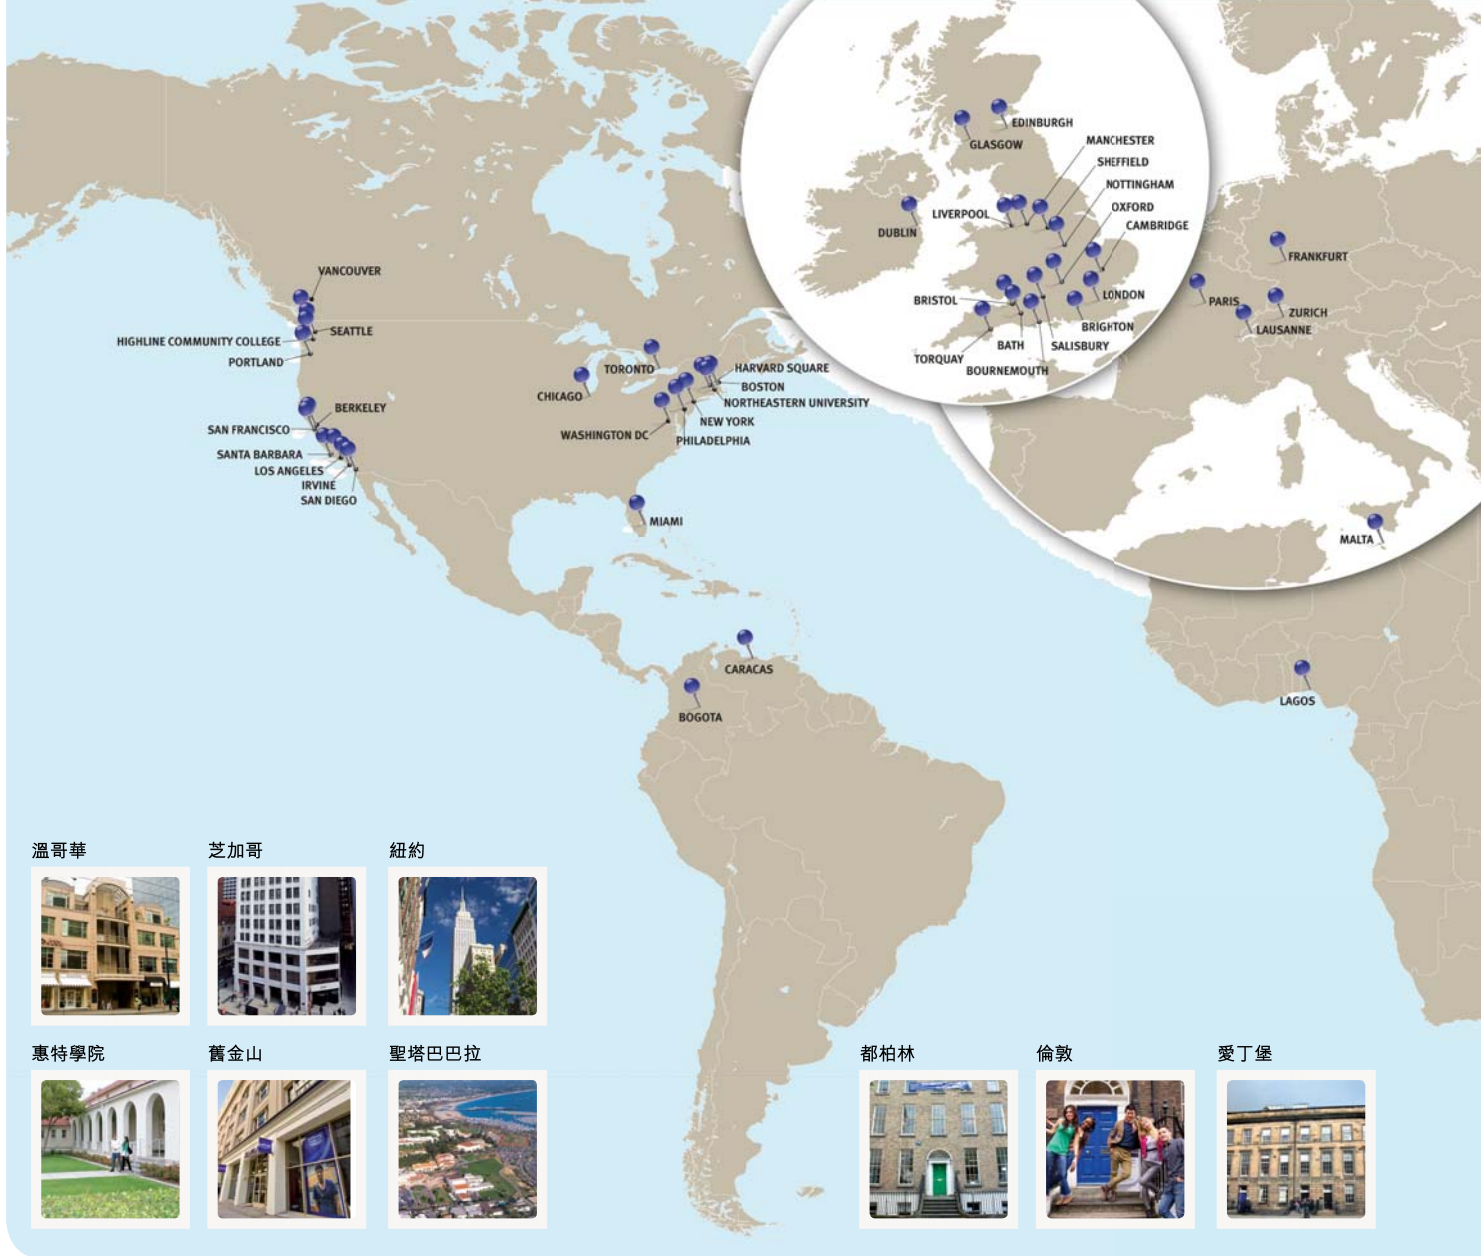 EDINBURGH
GLASGOW
MANCHESTER
SHEFFIELD
NOTTINGHAM
OXFORD
CAMBRIDGE
LIVERPOOL
DUBLIN
BRISTOL
LONDON
BRIGHTON
TORQUAY
BATH
SALISBURY
BOURNEMOUTH
FRANKFURT
PARIS
ZURICH
LAUSANNE
MALTA
VANCOUVER
SEATTLE
HIGHLINE COMMUNITY COLLEGE
PORTLAND
BERKELEY
SAN FRANCISCO
SANTA BARBARA
LOS ANGELES
IRVINE
SAN DIEGO
TORONTO
CHICAGO
HARVARD SQUARE
BOSTON
NORTHEASTERN UNIVERSITY
NEW YORK
WASHINGTON DC
PHILADELPHIA
MIAMI
CARACAS
BOGOTA
LAGOS
溫哥華
芝加哥
紐約
惠特學院
舊金山
聖塔巴巴拉
都柏林
倫敦
愛丁堡